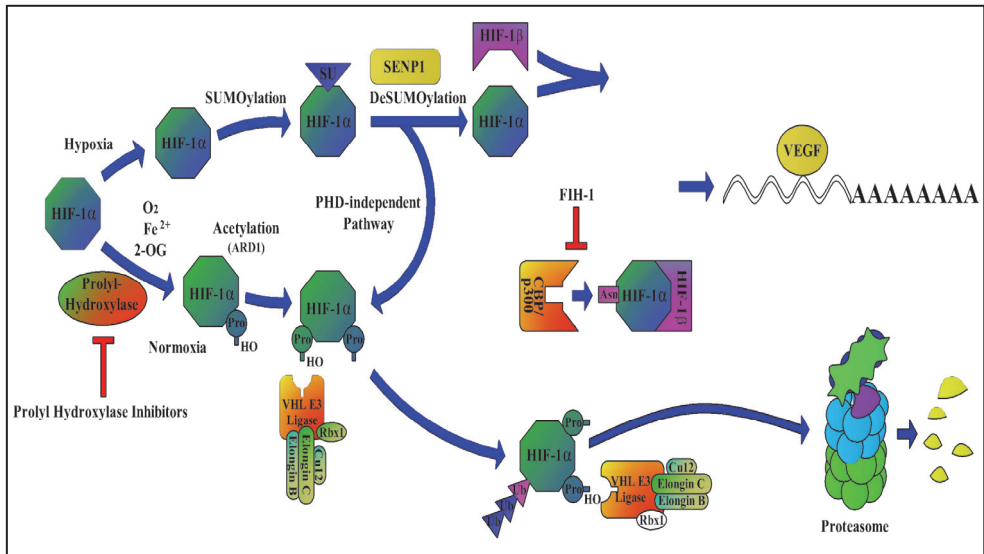 HIF-1β
SENP1
SU
SUMOylation
DeSUMOylation
HIF-1α
HIF-1α
HIF-1α
Hypoxia
VEGF
AAAAAAAA
HIF-1α
PHD-independent
Pathway
FIH-1
O2
Fe 2+
2-OG
Acetylation
(ARD1)
Prolyl-
Hydroxylase
HIF-1α
HIF-1α
CBP/
p300
Asn
HIF-1α
HIF-1β
Pro
HO
Pro
Pro
HO
Normoxia
Prolyl Hydroxylase Inhibitors
VHL E3
Ligase
Rbx1
Elongin B
Elongin C
Cu12
Pro
HIF-1α
Pro
HO
Ub
Ub
Ub
VHL E3
Ligase
Cu12
Elongin C
Elongin B
Rbx1
Proteasome